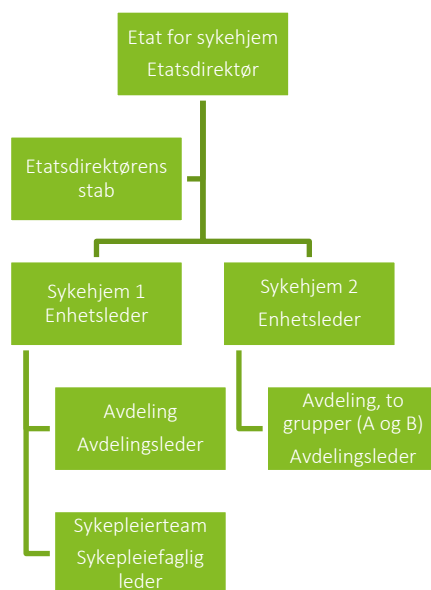 Etat for sykehjem
Etatsdirektør
Etatsdirektørens
stab
Sykehjem 1
Enhetsleder
Sykehjem 2
Enhetsleder
Avdeling
Avdelingsleder
Avdeling, to
grupper (A og B)
Avdelingsleder
Sykepleierteam
Sykepleiefaglig
leder